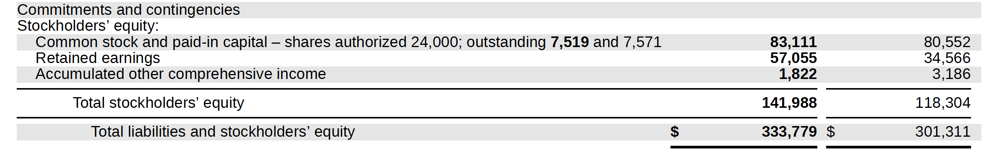 Commitments and contingencies
Stockholders’ equity:
Common stock and paid-in capital – shares authorized 24,000; outstanding 7,519 and 7,571 83,111 80,552
Retained earnings 57,055 34,566
Accumulated other comprehensive income 1,822 3,186
Total stockholders’ equity 141,988 118,304
Total liabilities and stockholders’ equity $ 333,779 $ 301,311